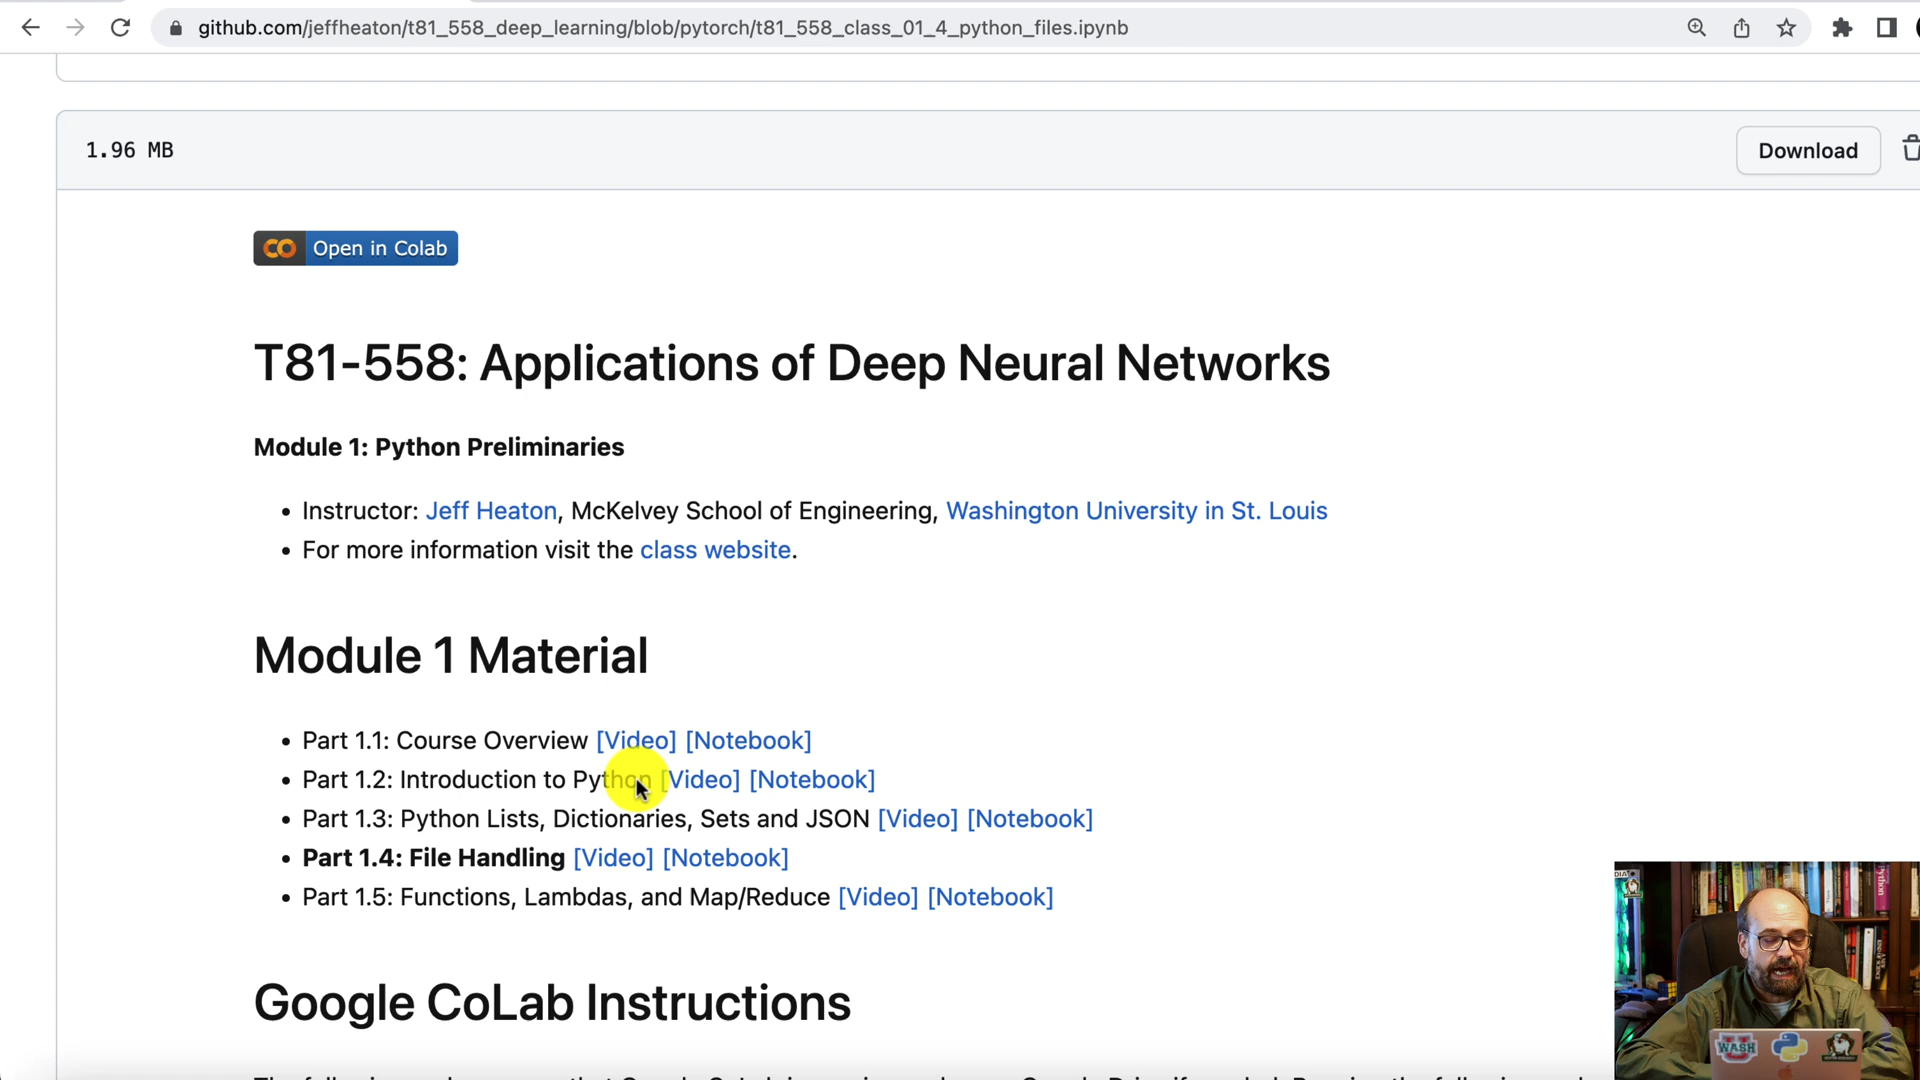 github.com/jeffheaton/t81_558_deep_learning/blob/pytorch/t81_558_class_01_4_python_files.ipynb
1.96 MB
Download
Open in Colab
T81-558: Applications of Deep Neural Networks
Module 1: Python Preliminaries
Instructor: Jeff Heaton, McKelvey School of Engineering, Washington University in St. Louis
For more information visit the class website.
Module 1 Material
Part 1.1: Course Overview [Video] [Notebook]
Part 1.2: Introduction to Python [Video] [Notebook]
Part 1.3: Python Lists, Dictionaries, Sets and JSON [Video] [Notebook]
Part 1.4: File Handling [Video] [Notebook]
Part 1.5: Functions, Lambdas, and Map/Reduce [Video] [Notebook]
Google CoLab Instructions
Python
WASH